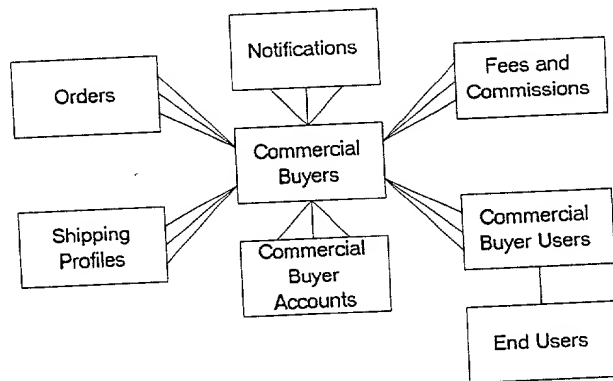 Notifications
Orders
Fees and
Commissions
Commercial
Buyers
Shipping
Profiles
Commercial
Buyer
Accounts
Commercial
Buyer Users
End Users